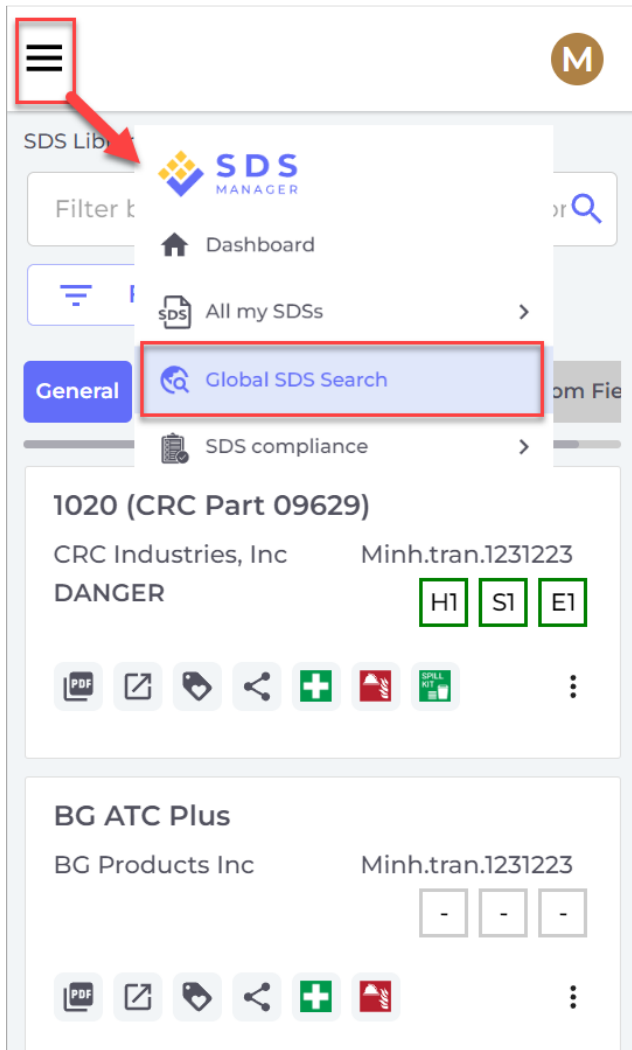 M
SDS Lib
SDS
MANAGER
Filter b
or
Dashboard
SDS
All my SDSs
General
Global SDS Search
om Fie
SDS compliance
1020 (CRC Part 09629)
CRC Industries, Inc Minh.tran.1231223
DANGER
H1 S1 E1
PDF
SPILL
KIT
BG ATC Plus
BG Products Inc Minh.tran.1231223
- - -
PDF